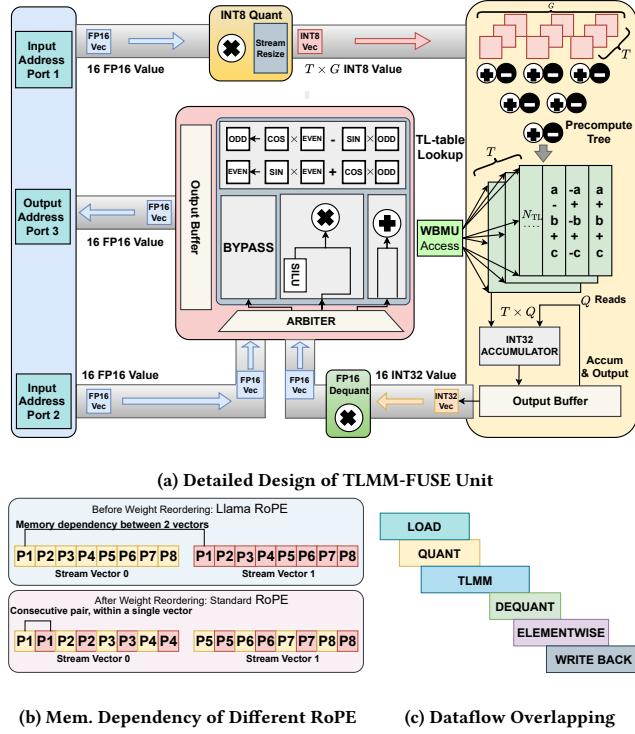 Input
Address
Port 1
FP16
Vec
16 FP16 Value
INT8 Quant
Stream
Resize
INT8
Vec
T × G INT8 Value
G
T
Precompute
Tree
Output
Address
Port 3
FP16
Vec
16 FP16 Value
Output Buffer
ODD ← COS × EVEN - SIN × ODD
EVEN ← SIN × EVEN + COS × ODD
BYPASS
SILU
ARBITER
TL-table
Lookup
WBMU
Access
T
N_TL
....
a -a a
- + +
b -b b
+ + +
c -c c
Q Reads
T × Q
INT32
ACCUMULATOR
Accum
& Output
Output Buffer
Input
Address
Port 2
16 FP16 Value
FP16
Vec
FP16
Vec
FP16
Vec
FP16
Dequant
16 INT32 Value
INT32
Vec
(a) Detailed Design of TLMM-FUSE Unit
Before Weight Reordering: Llama RoPE
Memory dependency between 2 vectors
P1 P2 P3 P4 P5 P6 P7 P8 P1 P2 P3 P4 P5 P6 P7 P8
Stream Vector 0 Stream Vector 1
After Weight Reordering: Standard RoPE
Consecutive pair, within a single vector
P1 P1 P2 P2 P3 P3 P4 P4 P5 P5 P6 P6 P7 P7 P8 P8
Stream Vector 0 Stream Vector 1
(b) Mem. Dependency of Different RoPE
LOAD
QUANT
TLMM
DEQUANT
ELEMENTWISE
WRITE BACK
(c) Dataflow Overlapping